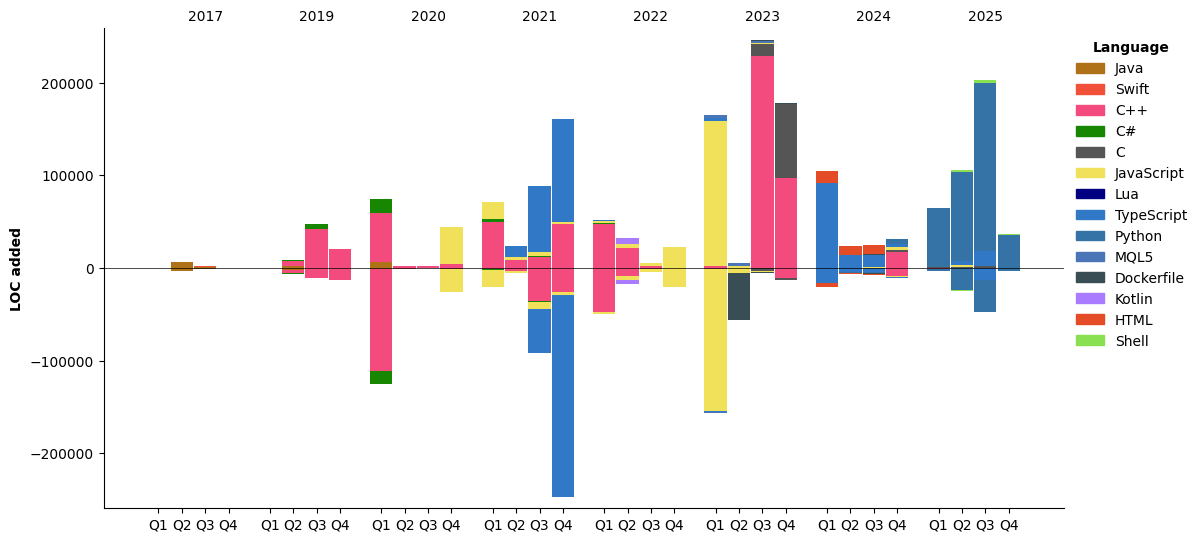 2017 2019 2020 2021 2022 2023 2024 2025
Language
Java
Swift
C++
C#
C
JavaScript
Lua
TypeScript
Python
MQL5
Dockerfile
Kotlin
HTML
Shell
LOC added
200000
100000
0
−100000
−200000
Q1 Q2 Q3 Q4 Q1 Q2 Q3 Q4 Q1 Q2 Q3 Q4 Q1 Q2 Q3 Q4 Q1 Q2 Q3 Q4 Q1 Q2 Q3 Q4 Q1 Q2 Q3 Q4 Q1 Q2 Q3 Q4